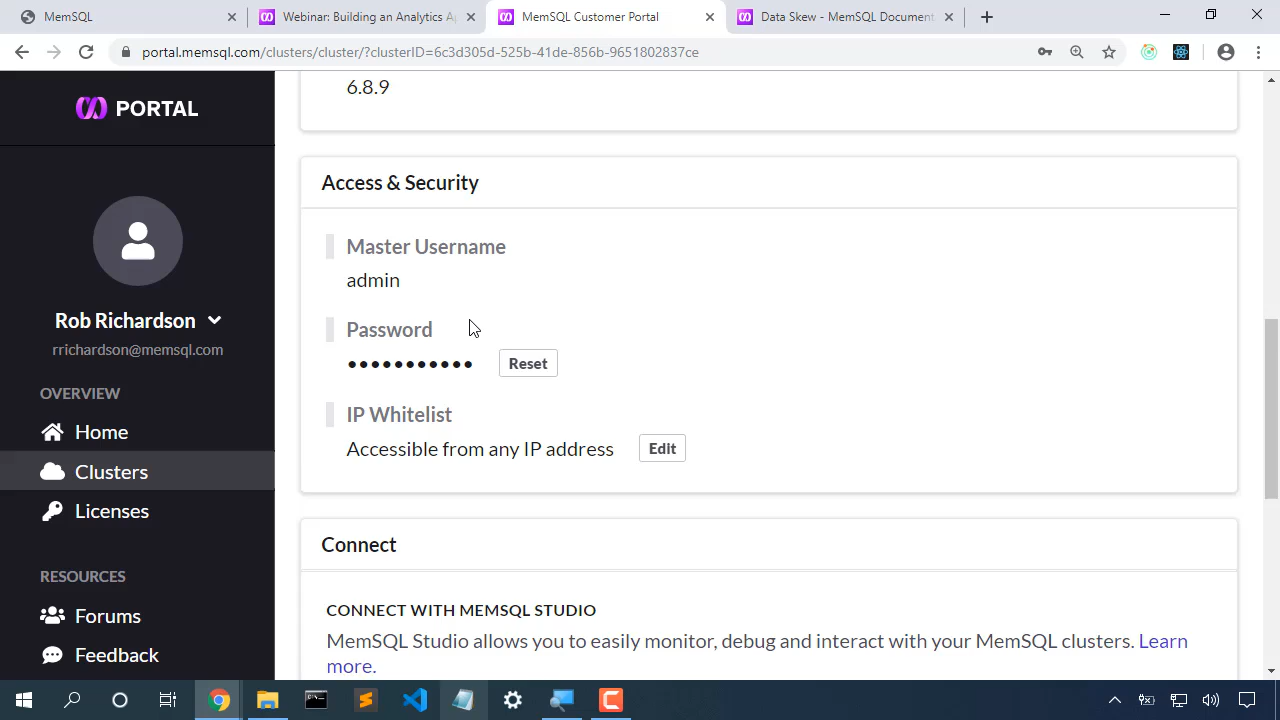 MemSQL
Webinar: Building an Analytics A
MemSQL Customer Portal
Data Skew - MemSQL Document
portal.memsql.com/clusters/cluster/?clusterID=6c3d305d-525b-41de-856b-9651802837ce
PORTAL
Rob Richardson
rrichardson@memsql.com
OVERVIEW
Home
Clusters
Licenses
RESOURCES
Forums
Feedback
6.8.9
Access & Security
Master Username
admin
Password
Reset
IP Whitelist
Accessible from any IP address
Edit
Connect
CONNECT WITH MEMSQL STUDIO
MemSQL Studio allows you to easily monitor, debug and interact with your MemSQL clusters. Learn
more.